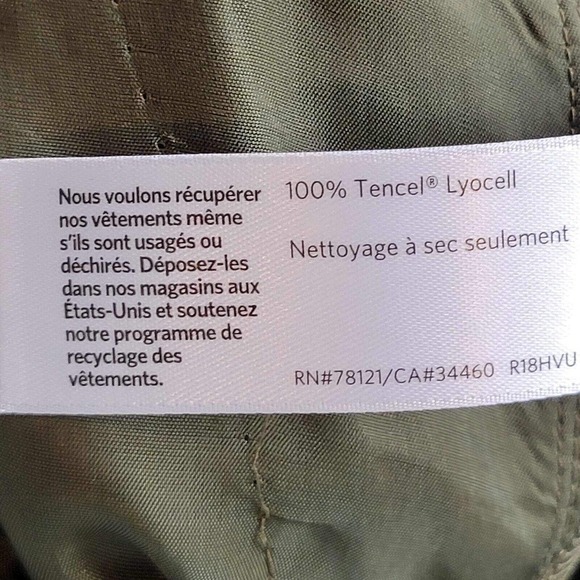 Nous voulons récupérer
nos vêtements même
s'ils sont usagés ou
déchirés. Déposez-les
dans nos magasins aux
États-Unis et soutenez
notre programme de
recyclage des
vêtements.
100% Tencel® Lyocell
Nettoyage à sec seulement
RN#78121/CA#34460 R18HVU